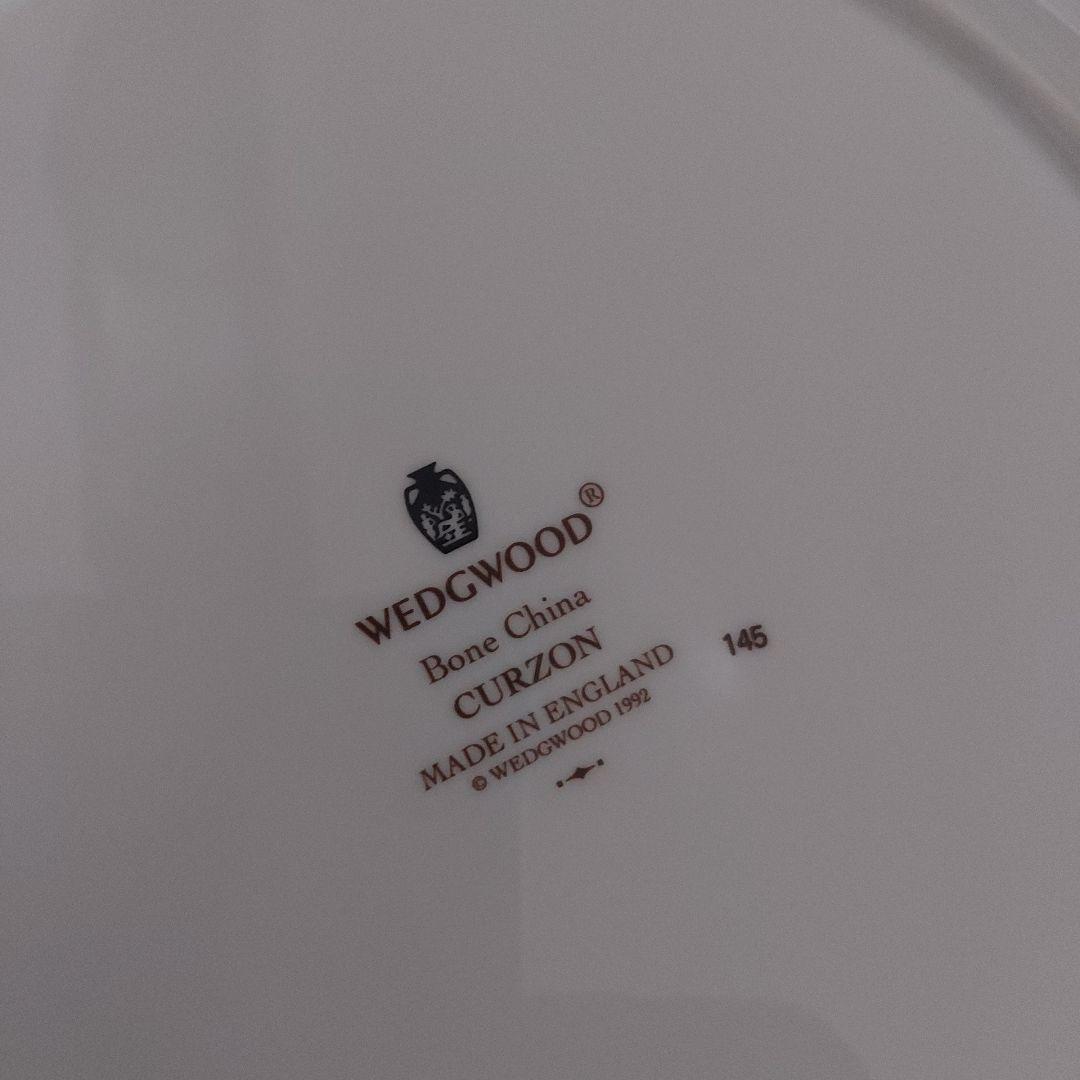 WEDGWOOD®
Bone China
CURZON
MADE IN ENGLAND
© WEDGWOOD 1992
145